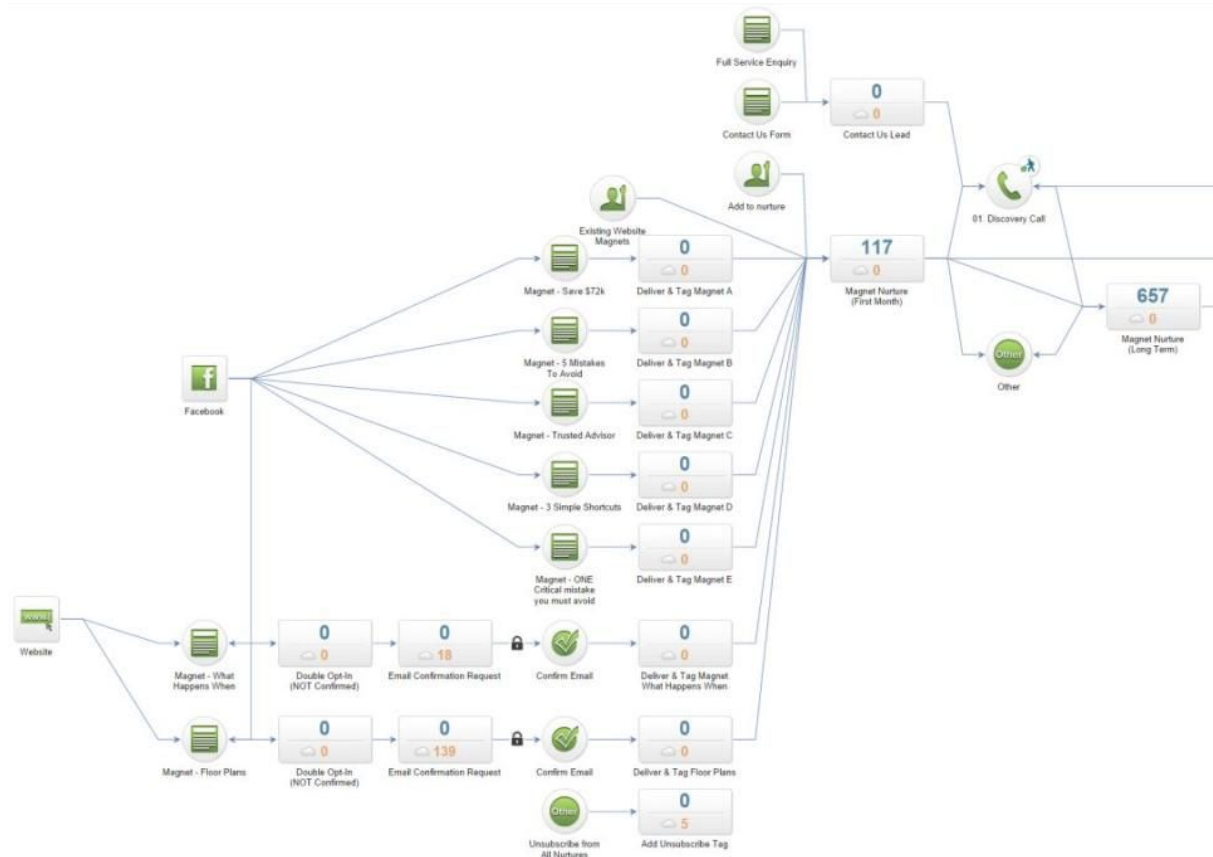 Full Service Enquiry
Contact Us Form
0
0
Contact Us Lead
Add to nurture
01. Discovery Call
Existing Website
Magnets
Magnet - Save $72k
0
0
Deliver & Tag Magnet A
117
0
Magnet Nurture
(First Month)
657
0
Magnet Nurture
(Long Term)
Other
Other
Magnet - 5 Mistakes
To Avoid
0
0
Deliver & Tag Magnet B
f
Facebook
Magnet - Trusted Advisor
0
0
Deliver & Tag Magnet C
Magnet - 3 Simple Shortcuts
0
0
Deliver & Tag Magnet D
Magnet - ONE
Critical mistake
you must avoid
0
0
Deliver & Tag Magnet E
www.
Website
Magnet - What
Happens When
0
0
Double Opt-In
(NOT Confirmed)
0
18
Email Confirmation Request
Confirm Email
0
0
Deliver & Tag Magnet
What Happens When
Magnet - Floor Plans
0
0
Double Opt-In
(NOT Confirmed)
0
139
Email Confirmation Request
Confirm Email
0
0
Deliver & Tag Floor Plans
Other
Unsubscribe from
All Nurtures
0
5
Add Unsubscribe Tag